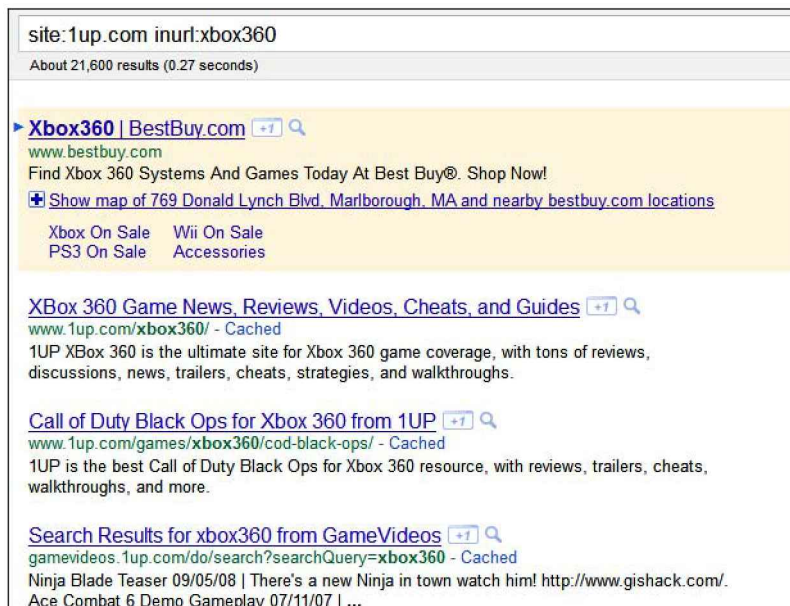 site:1up.com inurl:xbox360
About 21,600 results (0.27 seconds)
Xbox360 | BestBuy.com +1
www.bestbuy.com
Find Xbox 360 Systems And Games Today At Best Buy®. Shop Now!
Show map of 769 Donald Lynch Blvd, Marlborough, MA and nearby bestbuy.com locations
Xbox On Sale Wii On Sale
PS3 On Sale Accessories
XBox 360 Game News, Reviews, Videos, Cheats, and Guides +1
www.1up.com/xbox360/ - Cached
1UP XBox 360 is the ultimate site for Xbox 360 game coverage, with tons of reviews,
discussions, news, trailers, cheats, strategies, and walkthroughs.
Call of Duty Black Ops for Xbox 360 from 1UP +1
www.1up.com/games/xbox360/cod-black-ops/ - Cached
1UP is the best Call of Duty Black Ops for Xbox 360 resource, with reviews, trailers, cheats,
walkthroughs, and more.
Search Results for xbox360 from GameVideos +1
gamevideos.1up.com/do/search?searchQuery=xbox360 - Cached
Ninja Blade Teaser 09/05/08 | There's a new Ninja in town watch him! http://www.gishack.com/.
Ace Combat 6 Demo Gameplay 07/11/07 | ...